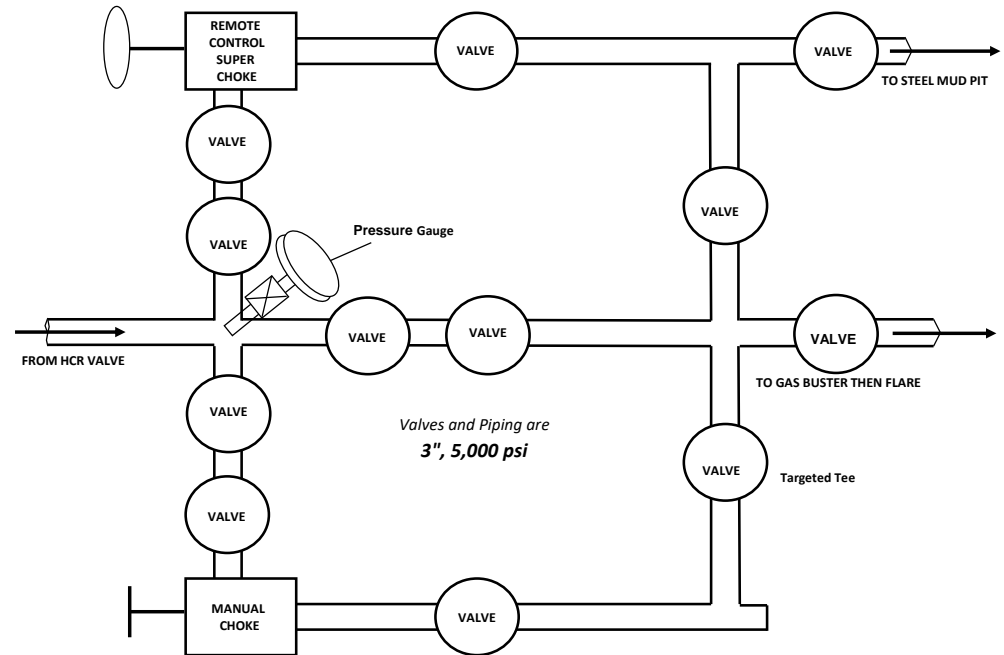 REMOTE
CONTROL
SUPER
CHOKE
VALVE
VALVE
TO STEEL MUD PIT
VALVE
VALVE
VALVE
Pressure Gauge
FROM HCR VALVE
VALVE
VALVE
VALVE
TO GAS BUSTER THEN FLARE
VALVE
Valves and Piping are
3", 5,000 psi
VALVE
Targeted Tee
VALVE
MANUAL
CHOKE
VALVE